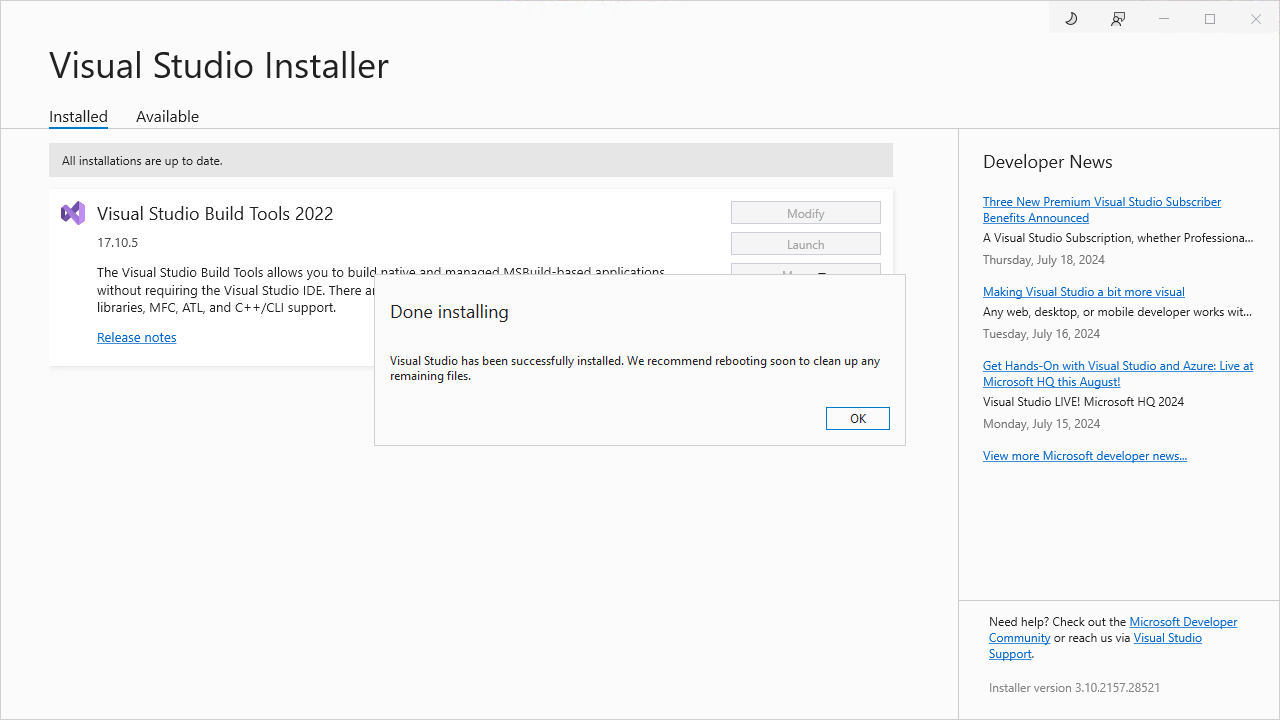 Visual Studio Installer
Installed
Available
All installations are up to date.
Visual Studio Build Tools 2022
17.10.5
The Visual Studio Build Tools allows you to build native and managed MSBuild-based applications
without requiring the Visual Studio IDE. There ar
libraries, MFC, ATL, and C++/CLI support.
Release notes
Modify
Launch
Done installing
Visual Studio has been successfully installed. We recommend rebooting soon to clean up any
remaining files.
OK
Developer News
Three New Premium Visual Studio Subscriber
Benefits Announced
A Visual Studio Subscription, whether Professiona...
Thursday, July 18, 2024
Making Visual Studio a bit more visual
Any web, desktop, or mobile developer works wit...
Tuesday, July 16, 2024
Get Hands-On with Visual Studio and Azure: Live at
Microsoft HQ this August!
Visual Studio LIVE! Microsoft HQ 2024
Monday, July 15, 2024
View more Microsoft developer news...
Need help? Check out the Microsoft Developer
Community or reach us via Visual Studio
Support.
Installer version 3.10.2157.28521